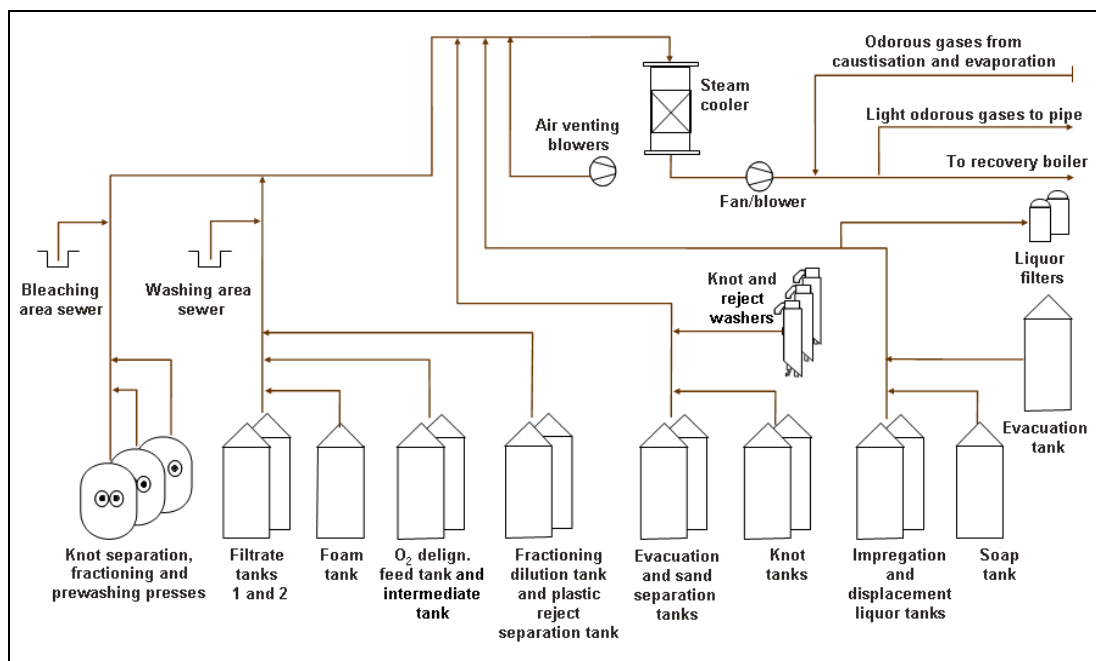 Odorous gases from
caustisation and evaporation
Steam
cooler
Light odorous gases to pipe
Air venting
blowers
To recovery boiler
Fan/blower
Bleaching
area sewer
Washing area
sewer
Knot and
reject
washers
Liquor
filters
Evacuation
tank
Knot separation,
fractioning and
prewashing presses
Filtrate
tanks
1 and 2
Foam
tank
O2 delign.
feed tank and
intermediate
tank
Fractioning
dilution tank
and plastic
reject
separation tank
Evacuation
and sand
separation
tanks
Knot
tanks
Impregation
and
displacement
liquor tanks
Soap
tank